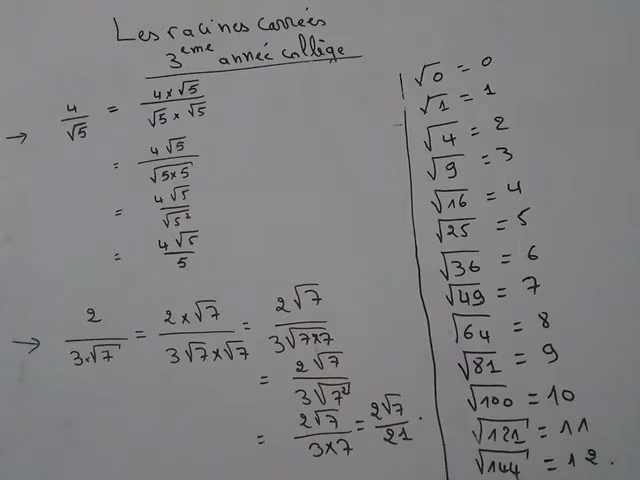 Les racines carrées
3ème année collège
→ 4/√5 = 4×√5/√5×√5
= 4√5/√5×5
= 4√5/√5²
= 4√5/5
→ 2/3×√7 = 2×√7/3√7×√7 = 2√7/3√7×7
= 2√7/3√7²
= 2√7/3×7 = 2√7/21.
√0 = 0
√1 = 1
√4 = 2
√9 = 3
√16 = 4
√25 = 5
√36 = 6
√49 = 7
√64 = 8
√81 = 9
√100 = 10
√121 = 11
√144 = 12.